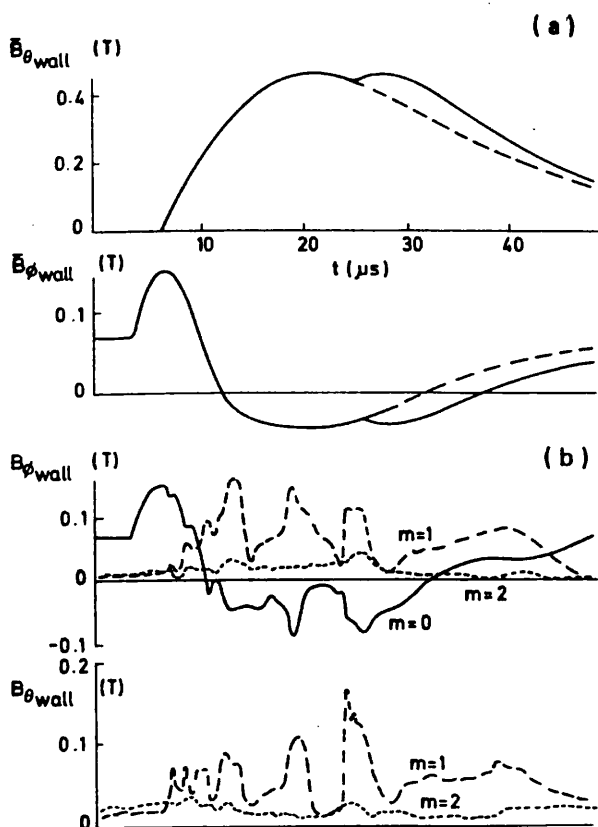 (a)
B̄θwall (T)
0.4
0.2
0
10 20 30 40
t (µs)
B̄ϕwall (T)
0.1
0
(b)
Bϕwall (T)
0.1
0
-0.1
m=1
m=2
m=0
0.2
Bθwall (T)
0.1
0
m=1
m=2